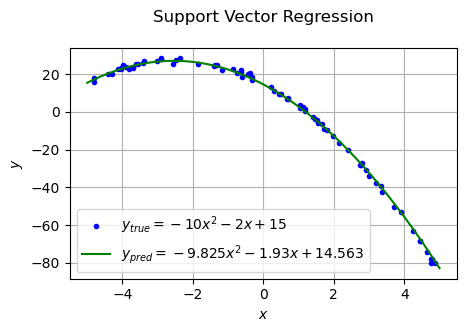 Support Vector Regression
20
0
−20
−40
−60
−80
y
y_{true} = −10x^2 − 2x + 15
y_{pred} = −9.825x^2 − 1.93x + 14.563
−4 −2 0 2 4
x